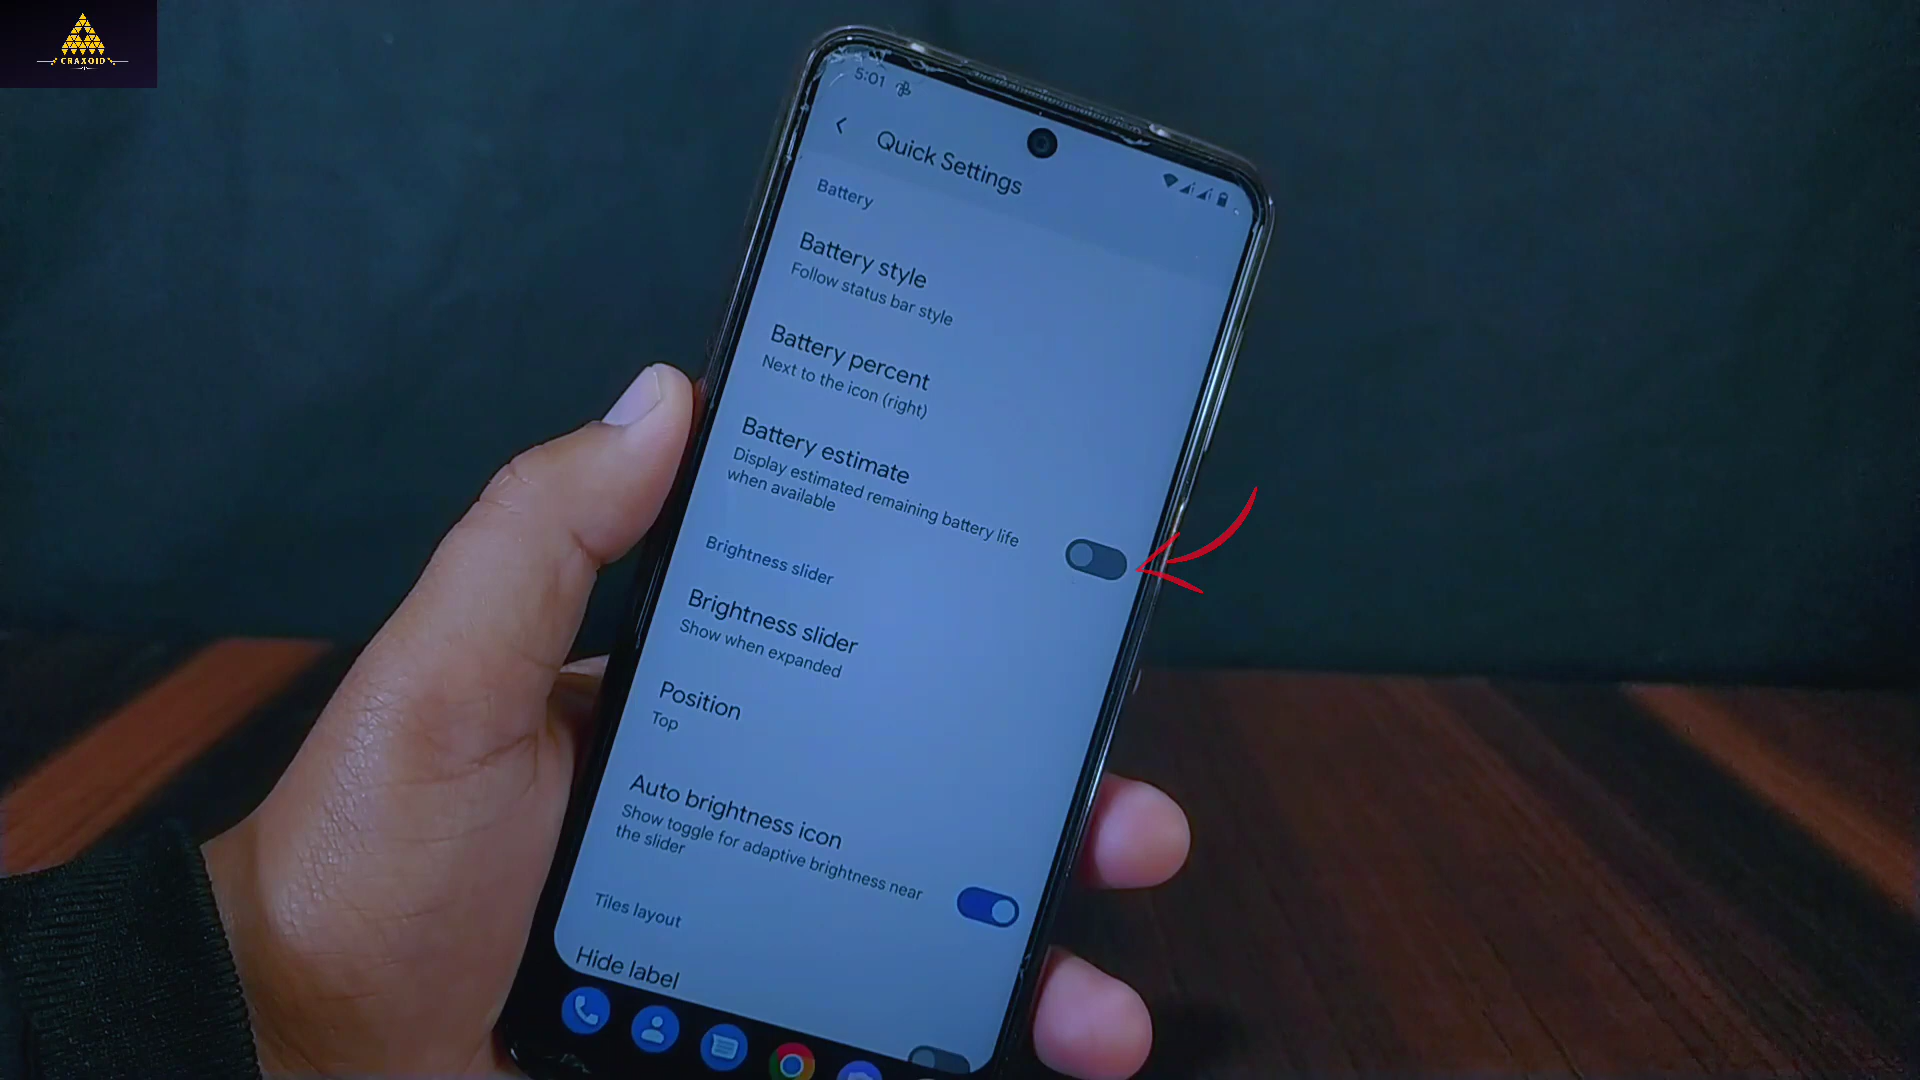 CRAXOID
5:01
Quick Settings
Battery
Battery style
Follow status bar style
Battery percent
Next to the icon (right)
Battery estimate
Display estimated remaining battery life
when available
Brightness slider
Brightness slider
Show when expanded
Position
Top
Auto brightness icon
Show toggle for adaptive brightness near
the slider
Tiles layout
Hide label